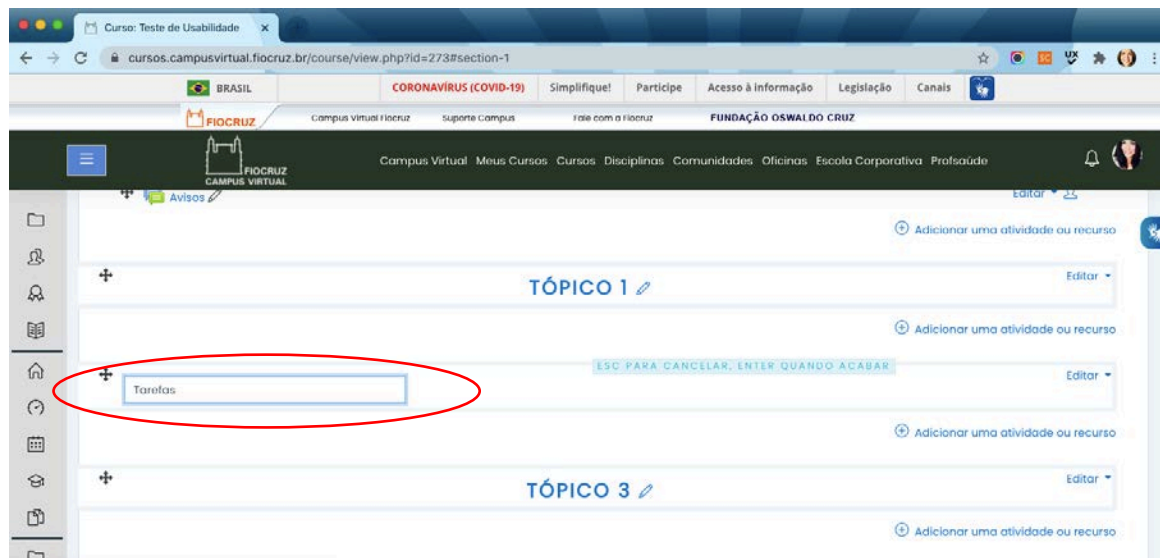 Curso: Teste de Usabilidade
cursos.campusvirtual.fiocruz.br/course/view.php?id=273#section-1
BRASIL CORONAVÍRUS (COVID-19) Simplifique! Participe Acesso à informação Legislação Canais
FIOCRUZ Campus Virtual Fiocruz Suporte Campus Fale com a Fiocruz FUNDAÇÃO OSWALDO CRUZ
FIOCRUZ
CAMPUS VIRTUAL
Campus Virtual Meus Cursos Cursos Disciplinas Comunidades Oficinas Escola Corporativa Profsaúde
Avisos Editar
Adicionar uma atividade ou recurso
TÓPICO 1 Editar
Adicionar uma atividade ou recurso
ESC PARA CANCELAR, ENTER QUANDO ACABAR
Tarefas Editar
Adicionar uma atividade ou recurso
TÓPICO 3 Editar
Adicionar uma atividade ou recurso